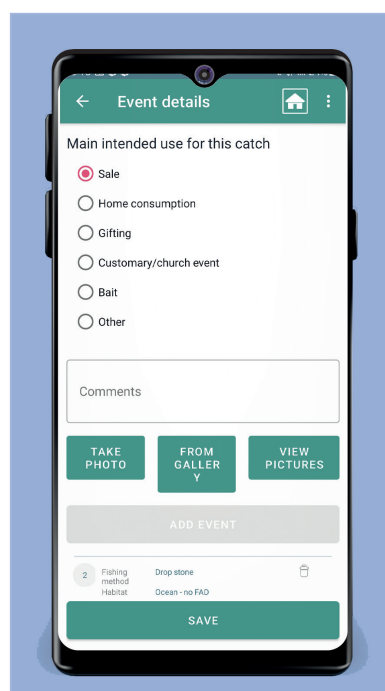 Event details
Main intended use for this catch
Sale
Home consumption
Gifting
Customary/church event
Bait
Other
Comments
TAKE
PHOTO
FROM
GALLER
Y
VIEW
PICTURES
ADD EVENT
2
Fishing
method
Drop stone
Habitat
Ocean - no FAD
SAVE